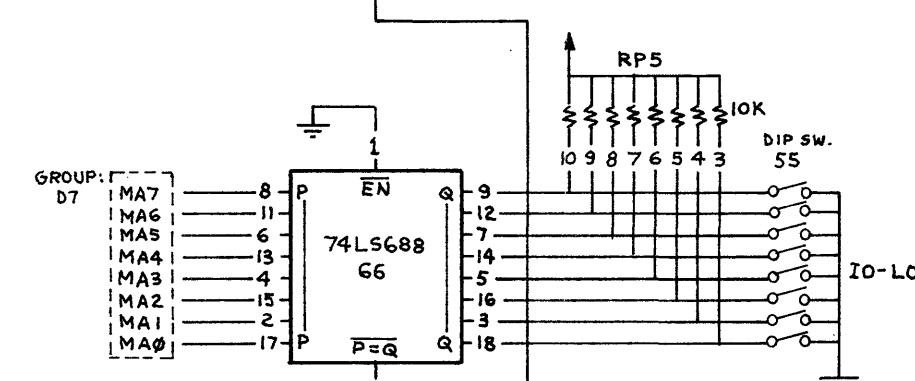 RP5
10K
1
10 9 8 7 6 5 4 3
DIP SW.
55
GROUP:
D7
MA7 8 P EN Q 9
MA6 11 12
MA5 6 7
MA4 13 74LS688 14
MA3 4 66 5
IO-LO
MA2 15 16
MA1 2 3
MAØ 17 P P=Q Q 18